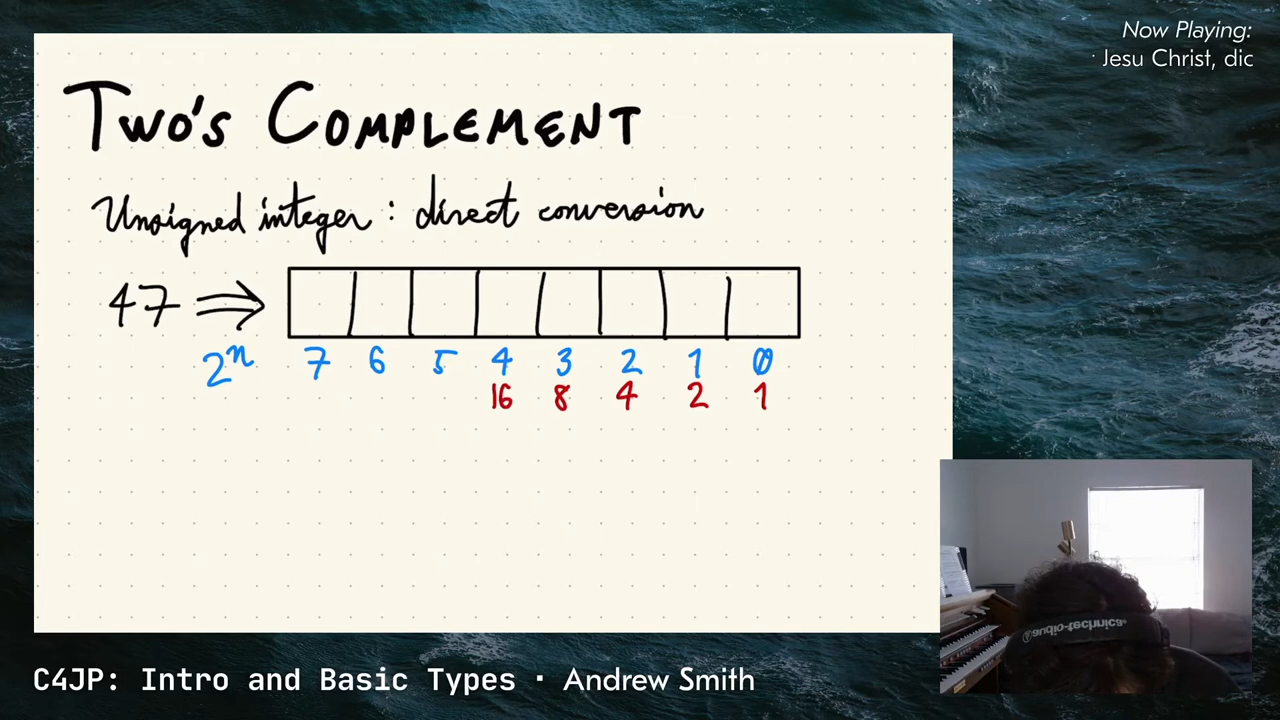 Now Playing:
Jesu Christ, dic
TWO'S COMPLEMENT
Unsigned integer : direct conversion
47 ⇒
2ⁿ 7 6 5 4 3 2 1 0
16 8 4 2 1
audio-technica
C4JP: Intro and Basic Types · Andrew Smith